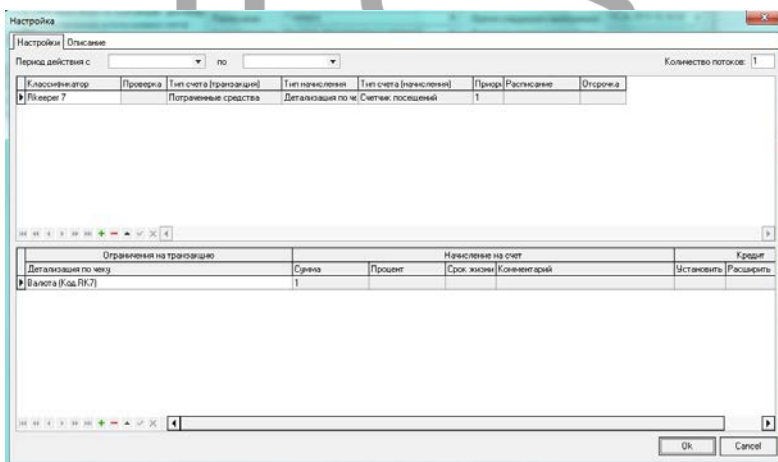 Настройка
Настройки Описание
Период действия с по Количество потоков: 1
Классификатор Проверка Тип счета (транзакция) Тип начисления Тип счета (начисления) Приор Расписание Отсрочка
Rkeeper 7 Потраченные средства Детализация по че Счетчик посещений 1
Ограничения на транзакцию Начисление на счет Кредит
Детализация по чеку Сумма Процент Срок жизни Комментарий Установить Расширить
Валюта (Код RK7) 1
Ok Cancel